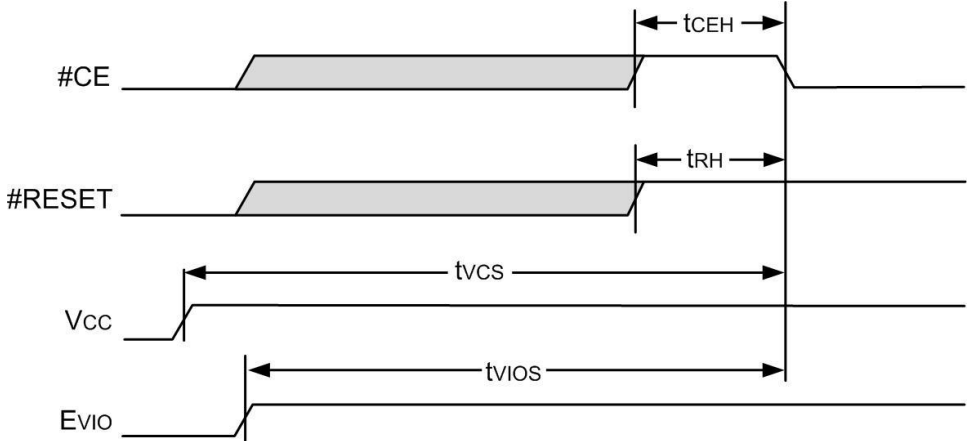 tCEH
#CE
tRH
#RESET
tVCS
VCC
tVIOS
EVIO